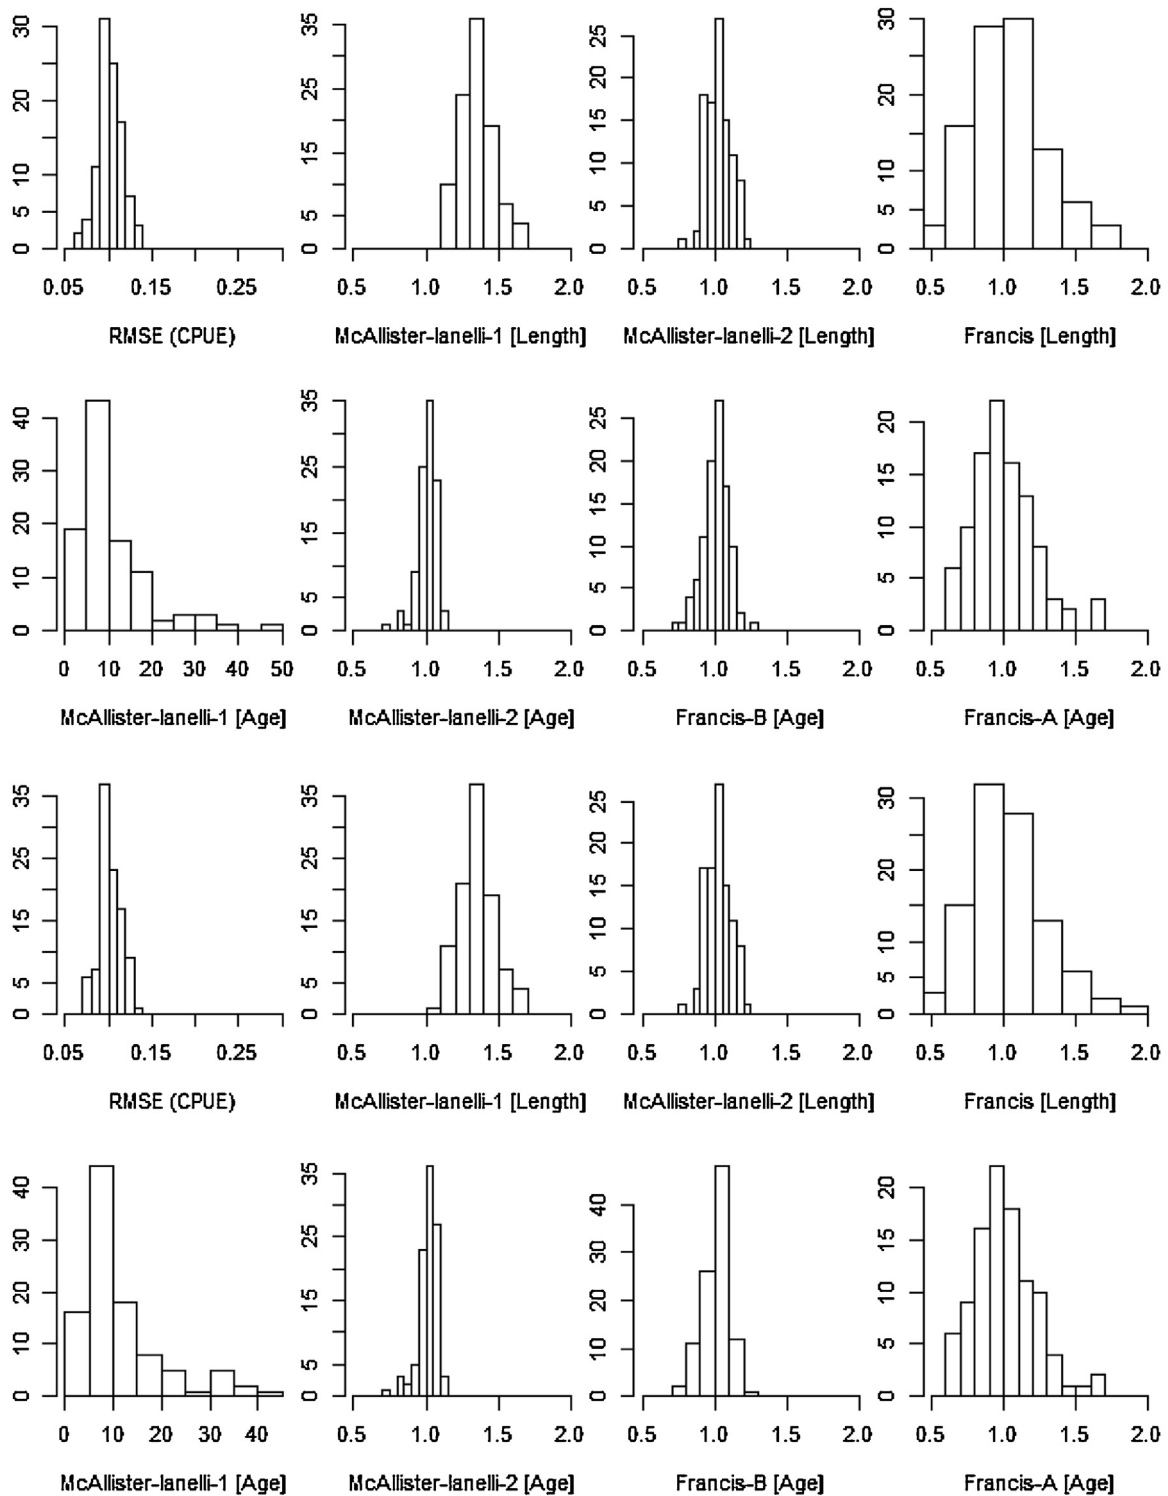 0 5 10 20 30
0.05 0.15 0.25
RMSE (CPUE)
0 5 15 25 35
0.5 1.0 1.5 2.0
McAllister-Ianelli-1 [Length]
0 5 10 15 20 25
0.5 1.0 1.5 2.0
McAllister-Ianelli-2 [Length]
0 5 10 20 30
0.5 1.0 1.5 2.0
Francis [Length]
0 10 20 30 40
0 10 20 30 40 50
McAllister-Ianelli-1 [Age]
0 5 15 25 35
0.5 1.0 1.5 2.0
McAllister-Ianelli-2 [Age]
0 5 10 15 20 25
0.5 1.0 1.5 2.0
Francis-B [Age]
0 5 10 15 20
0.5 1.0 1.5 2.0
Francis-A [Age]
0 5 15 25 35
0.05 0.15 0.25
RMSE (CPUE)
0 5 15 25 35
0.5 1.0 1.5 2.0
McAllister-Ianelli-1 [Length]
0 5 10 15 20 25
0.5 1.0 1.5 2.0
McAllister-Ianelli-2 [Length]
0 5 10 20 30
0.5 1.0 1.5 2.0
Francis [Length]
0 10 20 30 40
0 10 20 30 40
McAllister-Ianelli-1 [Age]
0 5 15 25 35
0.5 1.0 1.5 2.0
McAllister-Ianelli-2 [Age]
0 10 20 30 40
0.5 1.0 1.5 2.0
Francis-B [Age]
0 5 10 15 20
0.5 1.0 1.5 2.0
Francis-A [Age]